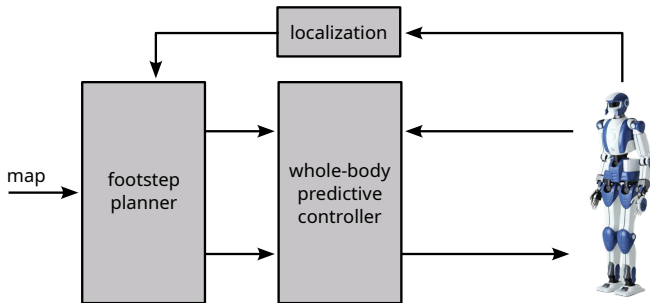 localization
map
footstep
planner
whole-body
predictive
controller